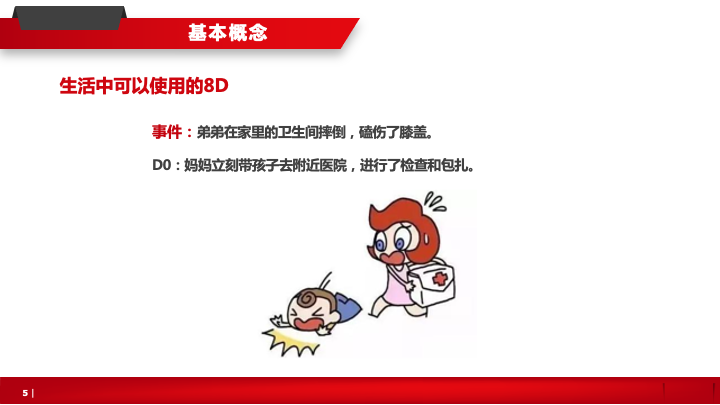 基本概念
生活中可以使用的8D
事件：弟弟在家里的卫生间摔倒，磕伤了膝盖。
D0：妈妈立刻带孩子去附近医院，进行了检查和包扎。
5 |